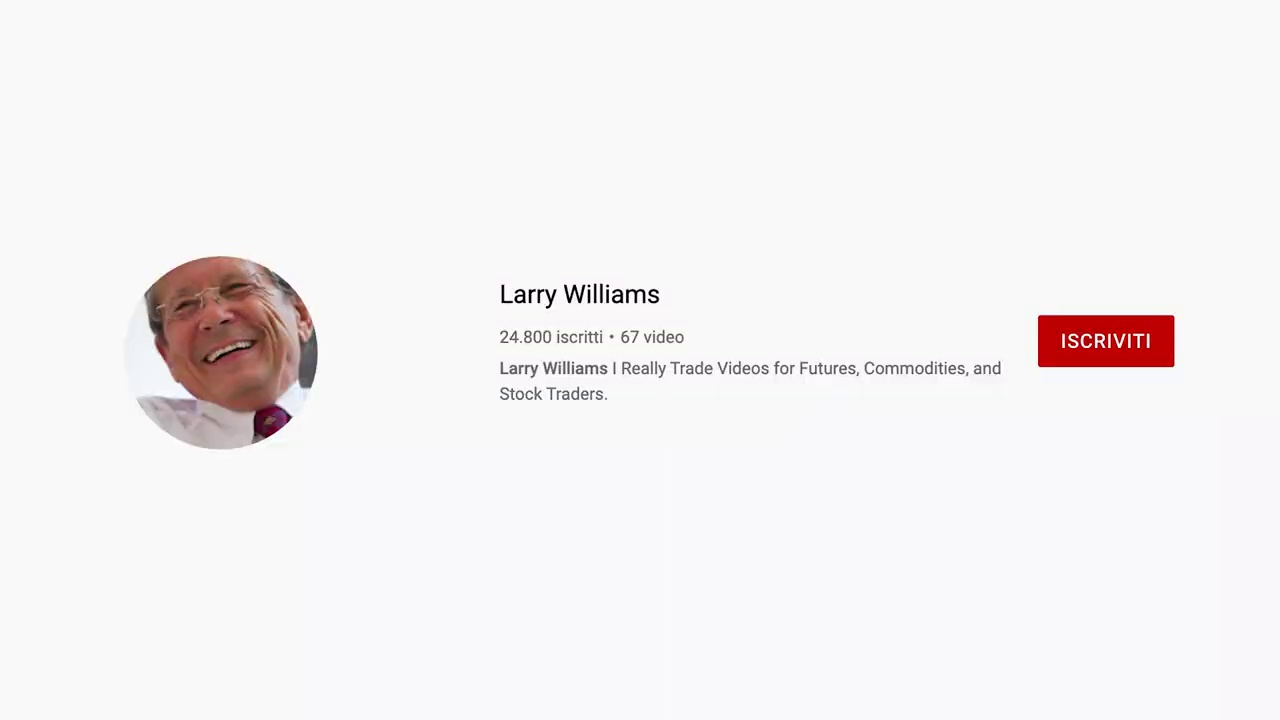 Larry Williams
24.800 iscritti • 67 video
Larry Williams I Really Trade Videos for Futures, Commodities, and
Stock Traders.
ISCRIVITI